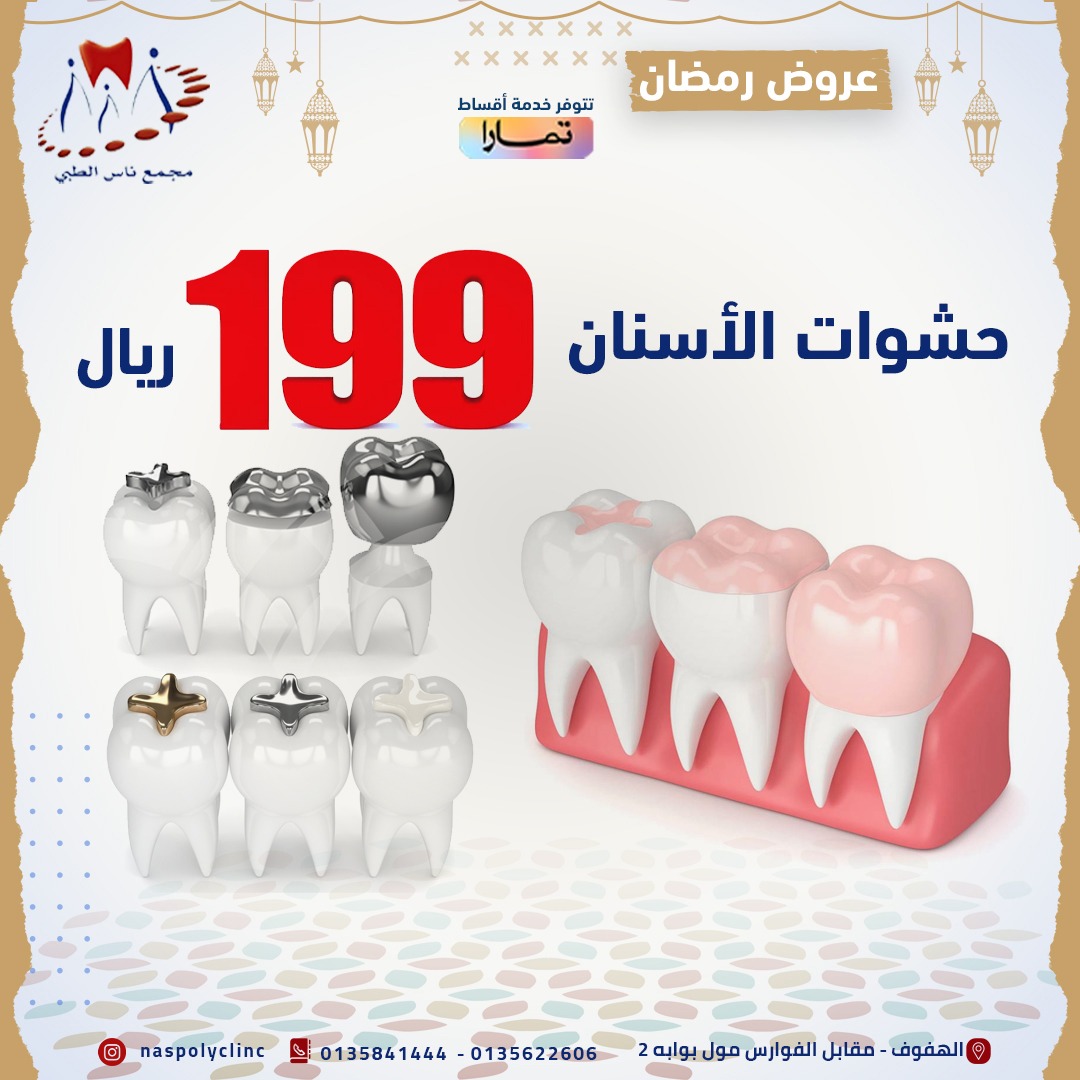 عروض رمضان
تتوفر خدمة أقساط
تمارا
مجمع ناس الطبي
حشوات الأسنان
199 ريال
الهفوف - مقابل الفوارس مول بوابه 2
0135841444 - 0135622606
naspolyclinc